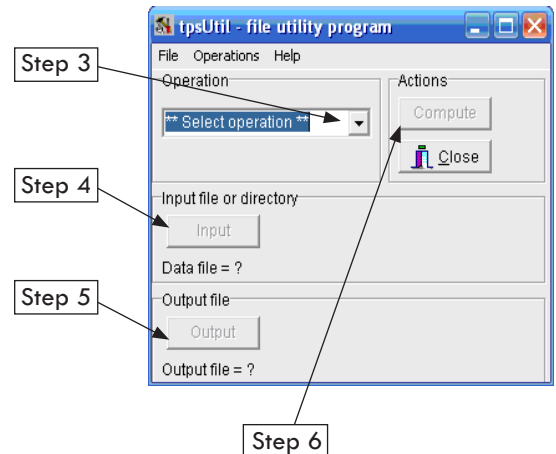 tpsUtil - file utility program
File Operations Help
Step 3
Operation
Actions
** Select operation **
Compute
Close
Step 4
Input file or directory
Input
Data file = ?
Step 5
Output file
Output
Output file = ?
Step 6